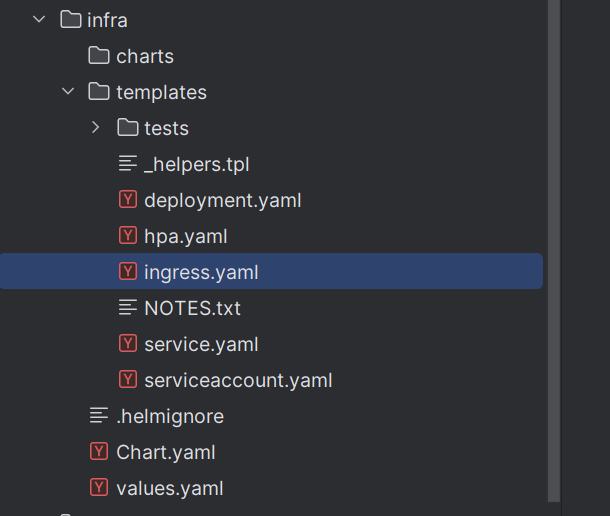 infra
charts
templates
tests
_helpers.tpl
deployment.yaml
hpa.yaml
ingress.yaml
NOTES.txt
service.yaml
serviceaccount.yaml
.helmignore
Chart.yaml
values.yaml